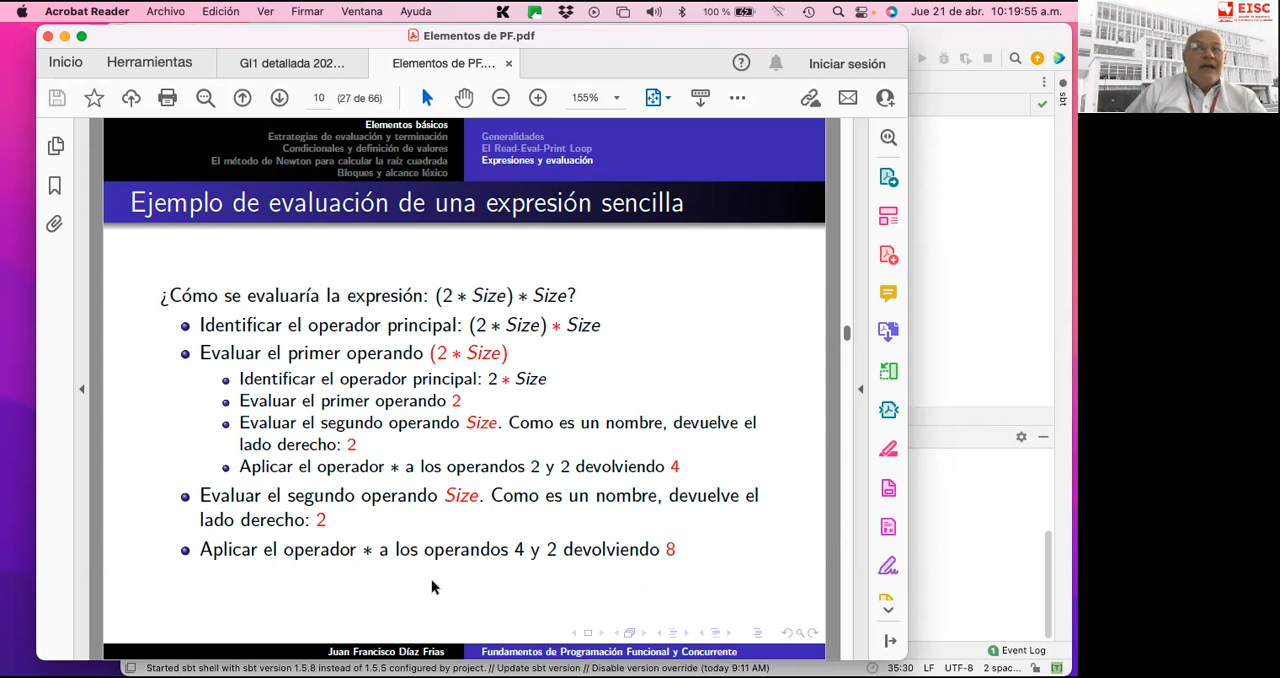 Acrobat Reader Archivo Edición Ver Firmar Ventana Ayuda 100 % Jue 21 de abr. 10:19:55 a.m.
EISC
Elementos de PF.pdf
Inicio Herramientas GI1 detallada 202... Elementos de PF.... × Iniciar sesión
10 (27 de 66) 155%
sbt
Elementos básicos
Estrategias de evaluación y terminación
Condicionales y definición de valores
El método de Newton para calcular la raíz cuadrada
Bloques y alcance léxico
Generalidades
El Read-Eval-Print Loop
Expresiones y evaluación
Ejemplo de evaluación de una expresión sencilla
¿Cómo se evaluaría la expresión: (2 ∗ Size) ∗ Size?
Identificar el operador principal: (2 ∗ Size) ∗ Size
Evaluar el primer operando (2 ∗ Size)
Identificar el operador principal: 2 ∗ Size
Evaluar el primer operando 2
Evaluar el segundo operando Size. Como es un nombre, devuelve el
lado derecho: 2
Aplicar el operador ∗ a los operandos 2 y 2 devolviendo 4
Evaluar el segundo operando Size. Como es un nombre, devuelve el
lado derecho: 2
Aplicar el operador ∗ a los operandos 4 y 2 devolviendo 8
Juan Francisco Díaz Frias Fundamentos de Programación Funcional y Concurrente
1 Event Log
Started sbt shell with sbt version 1.5.8 instead of 1.5.5 configured by project. // Update sbt version // Disable version override (today 9:11 AM) 35:30 LF UTF-8 2 spac...